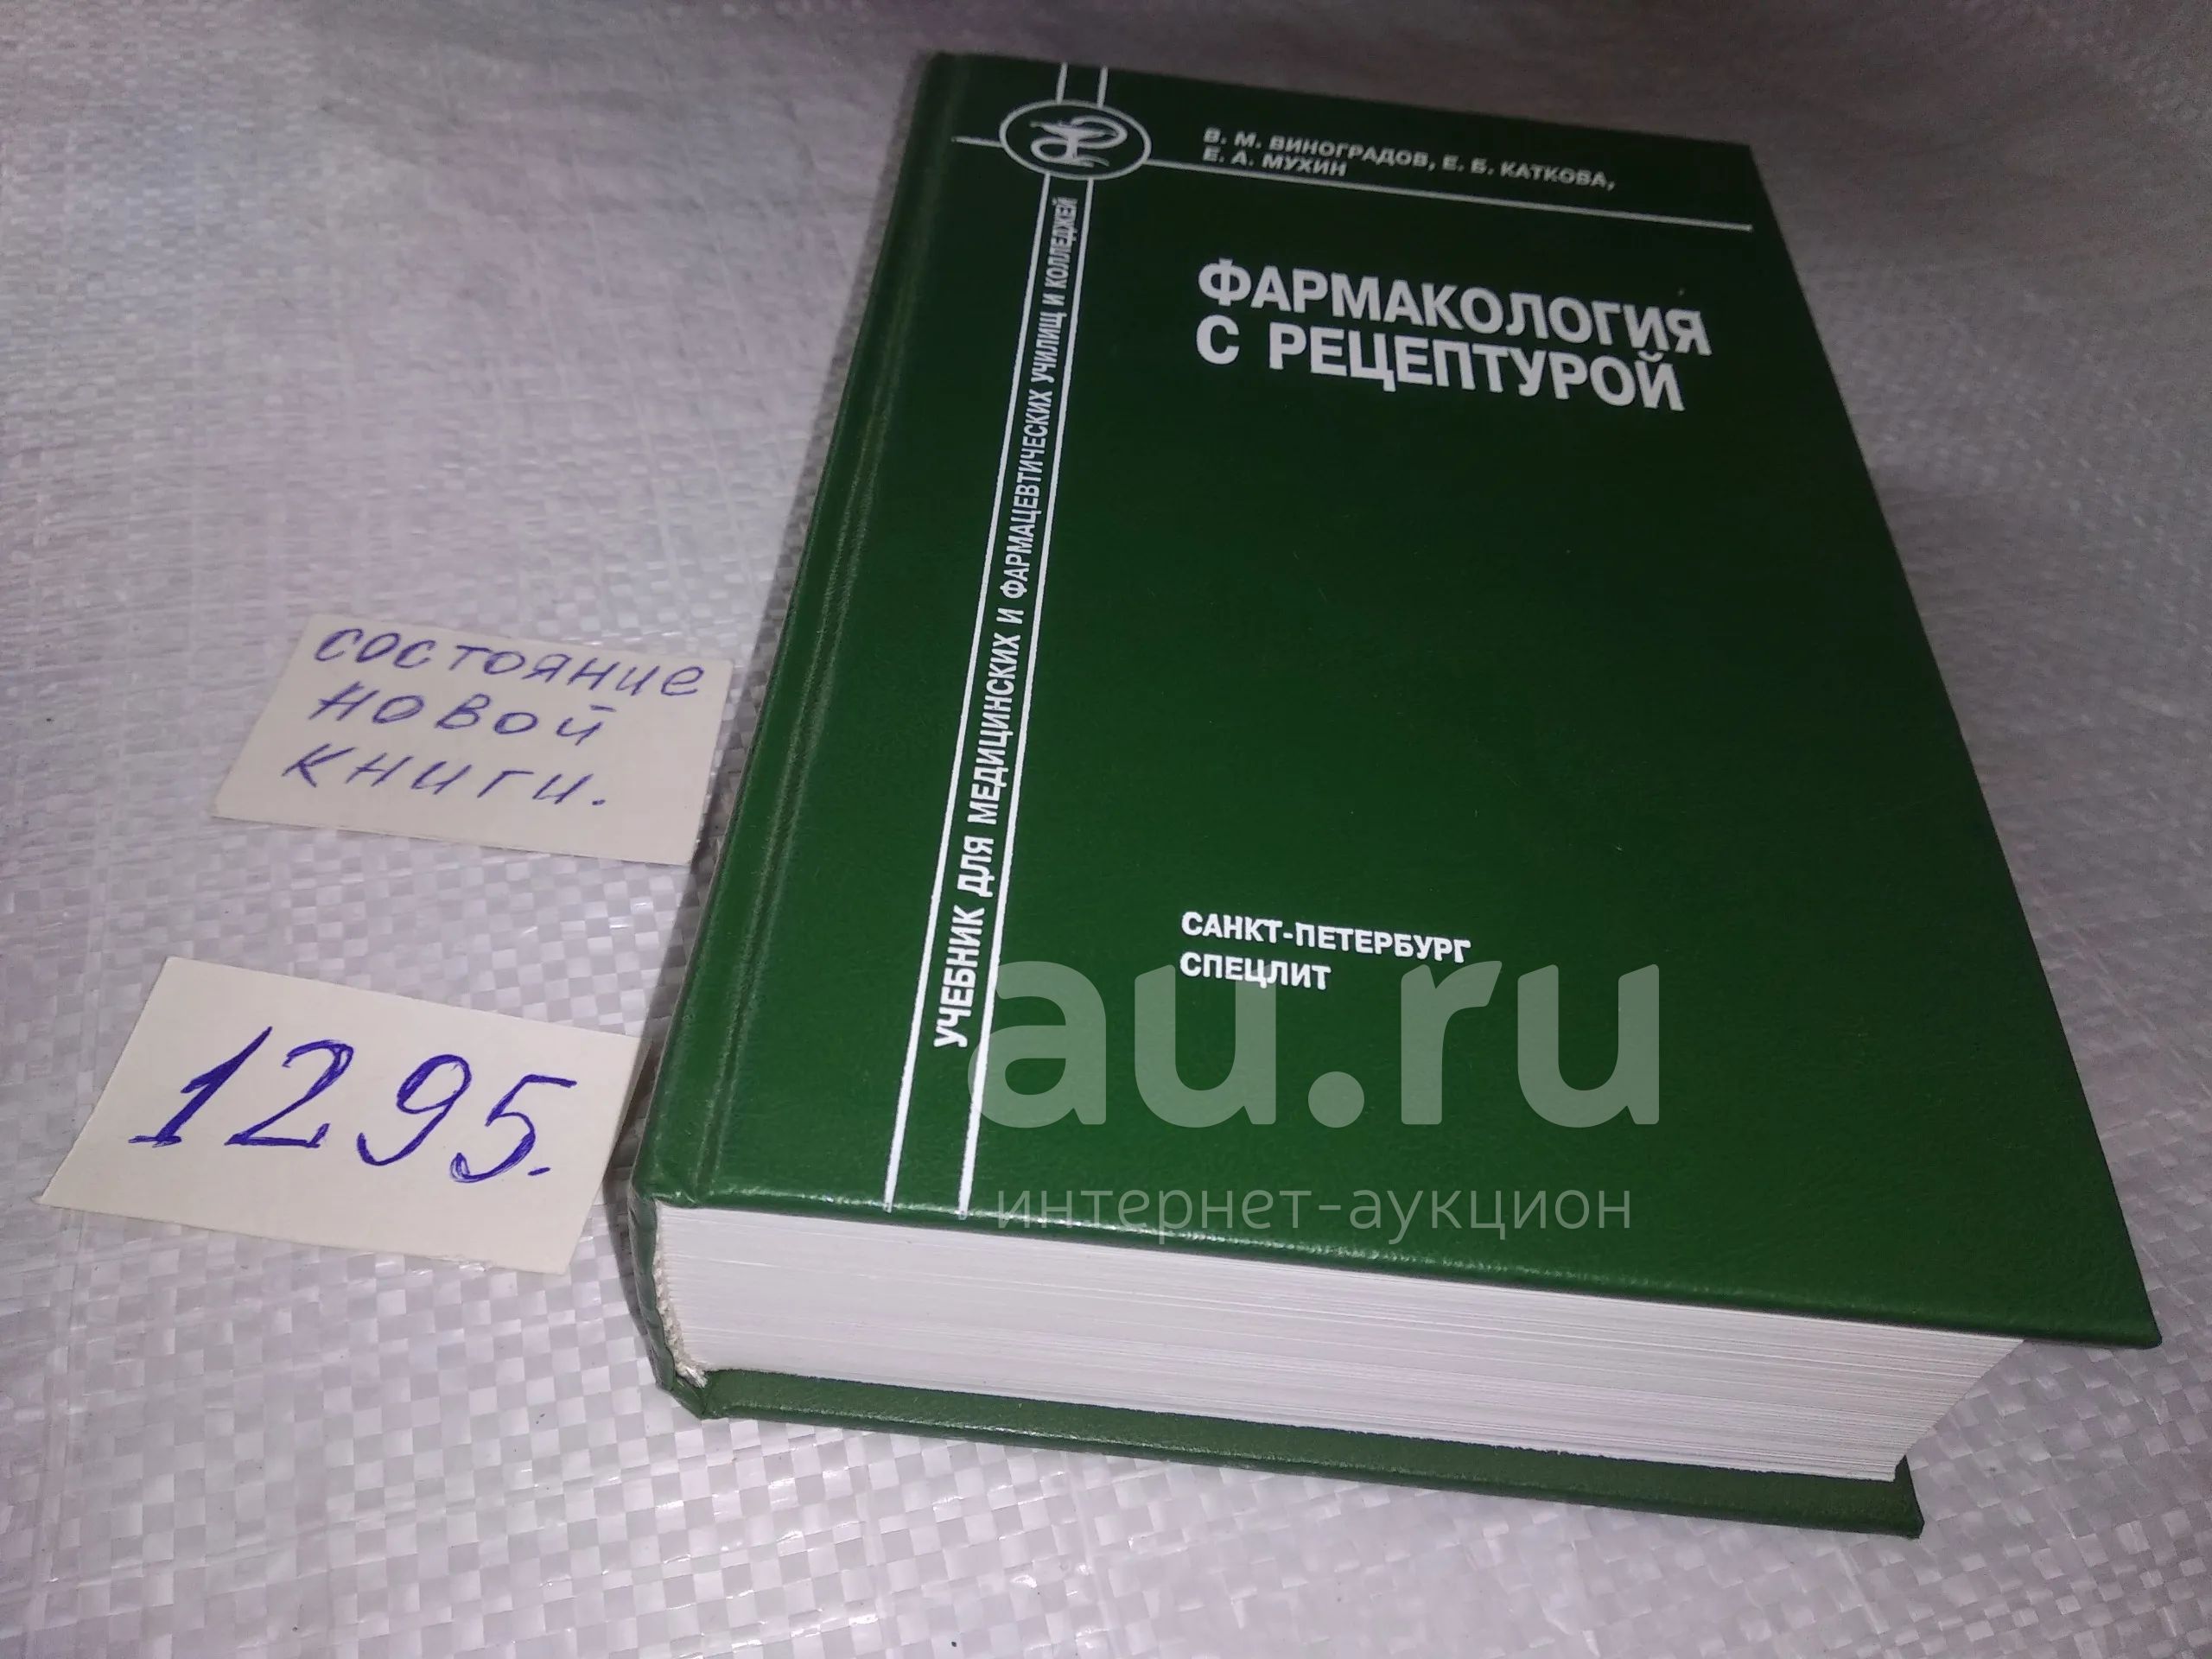 В. М. ВИНОГРАДОВ, Е. Б. КАТКОВА,
Е. А. МУХИН
ФАРМАКОЛОГИЯ
С РЕЦЕПТУРОЙ
УЧЕБНИК ДЛЯ МЕДИЦИНСКИХ И ФАРМАЦЕВТИЧЕСКИХ УЧИЛИЩ И КОЛЛЕДЖЕЙ
САНКТ-ПЕТЕРБУРГ
СПЕЦЛИТ
состояние
новой
книги.
1295.
au.ru
интернет-аукцион